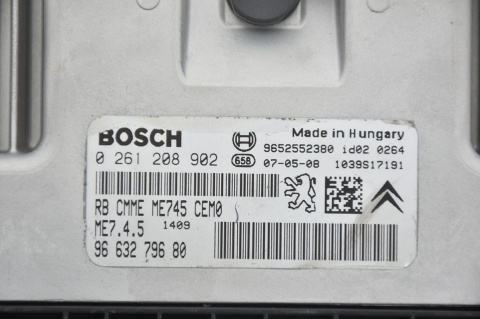 BOSCH
Made in Hungary
9652552380 id02 0264
0 261 208 902
658
07-05-08
1039S17191
RB CMME ME745 CEM0
ME7.4.5
1409
96 632 796 80